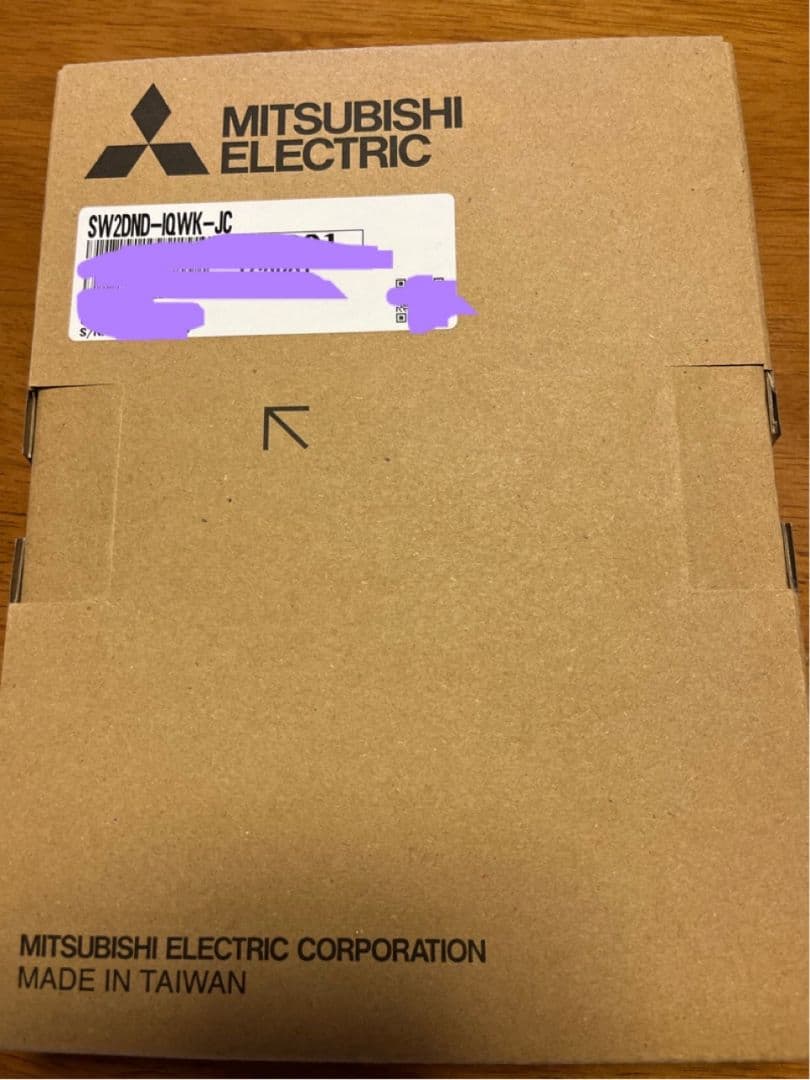 MITSUBISHI
ELECTRIC
SW2DND-IQWK-JC
MITSUBISHI ELECTRIC CORPORATION
MADE IN TAIWAN